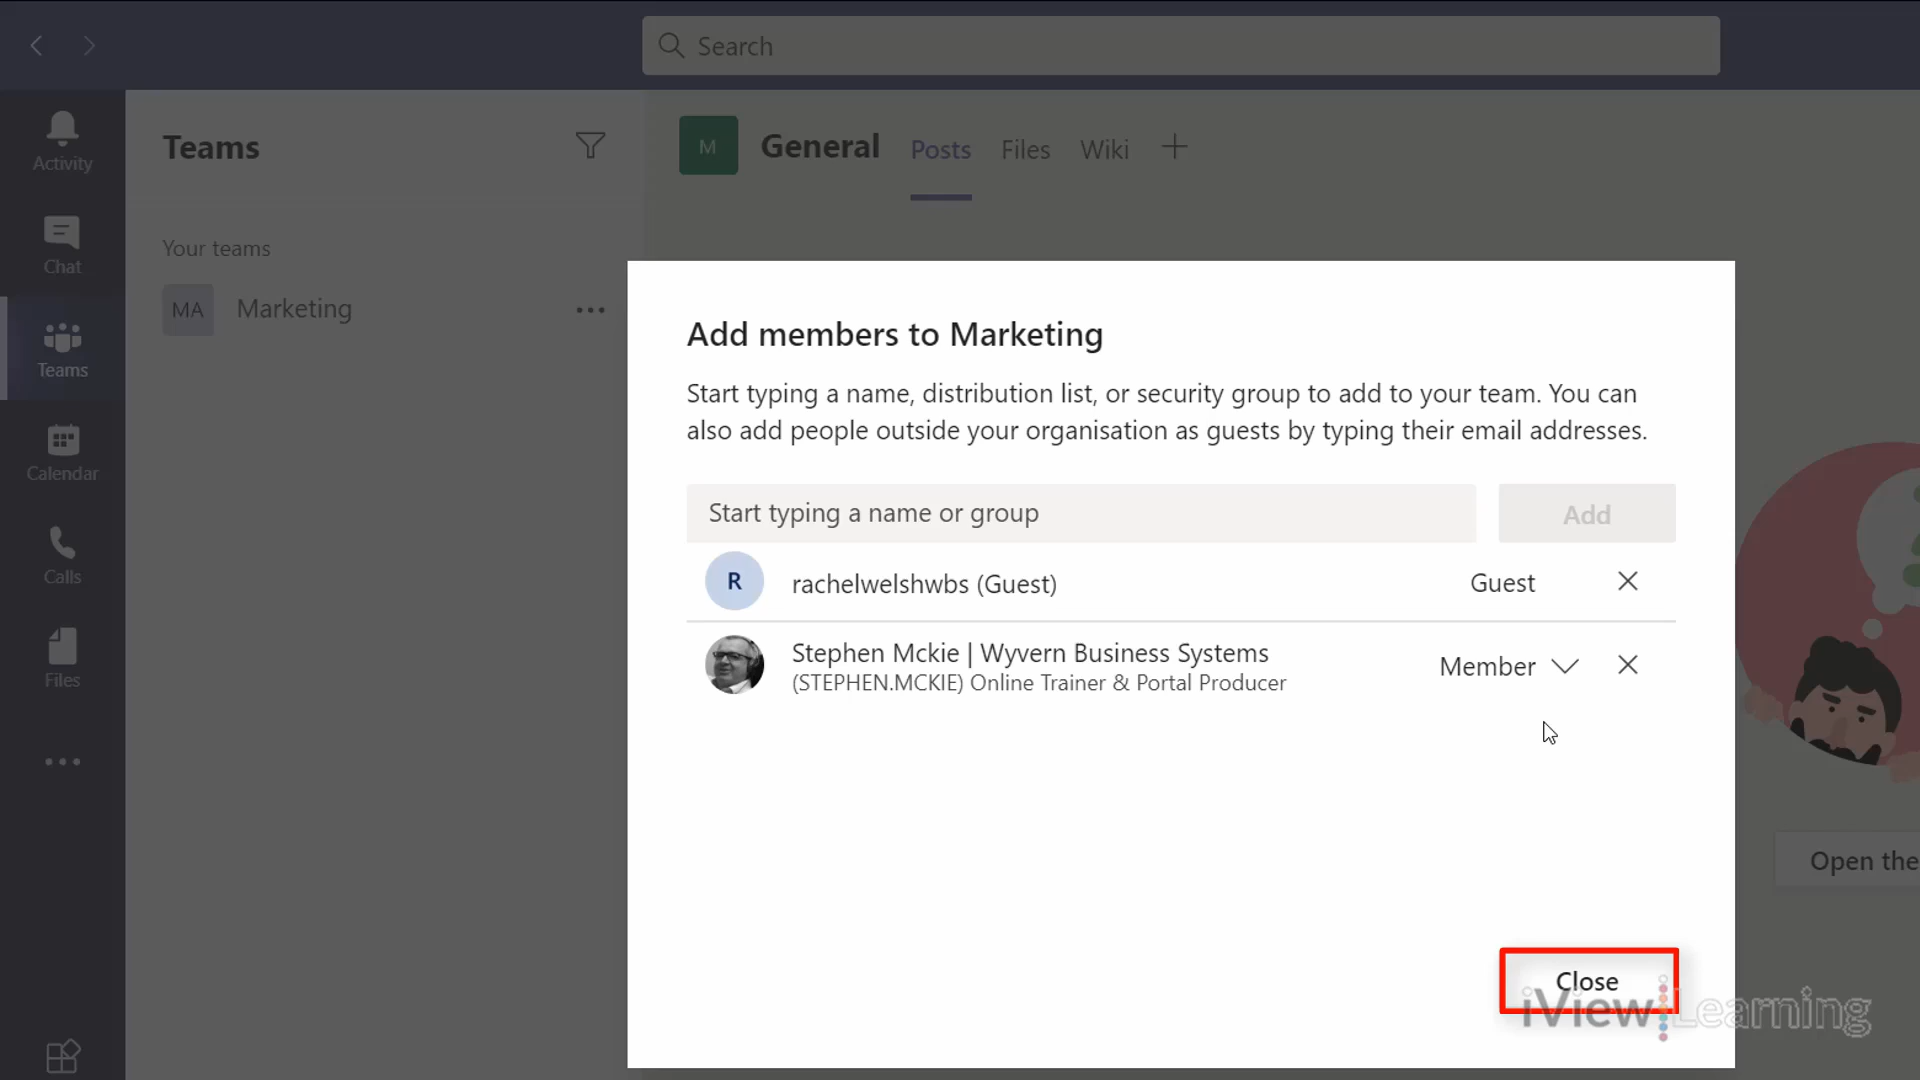 Search
Activity
Chat
Teams
Calendar
Calls
Files
Teams
Your teams
MA Marketing
M General Posts Files Wiki
Add members to Marketing
Start typing a name, distribution list, or security group to add to your team. You can
also add people outside your organisation as guests by typing their email addresses.
Start typing a name or group Add
R rachelwelshwbs (Guest) Guest
Stephen Mckie | Wyvern Business Systems
(STEPHEN.MCKIE) Online Trainer & Portal Producer
Member
Open the
Close
iView Learning